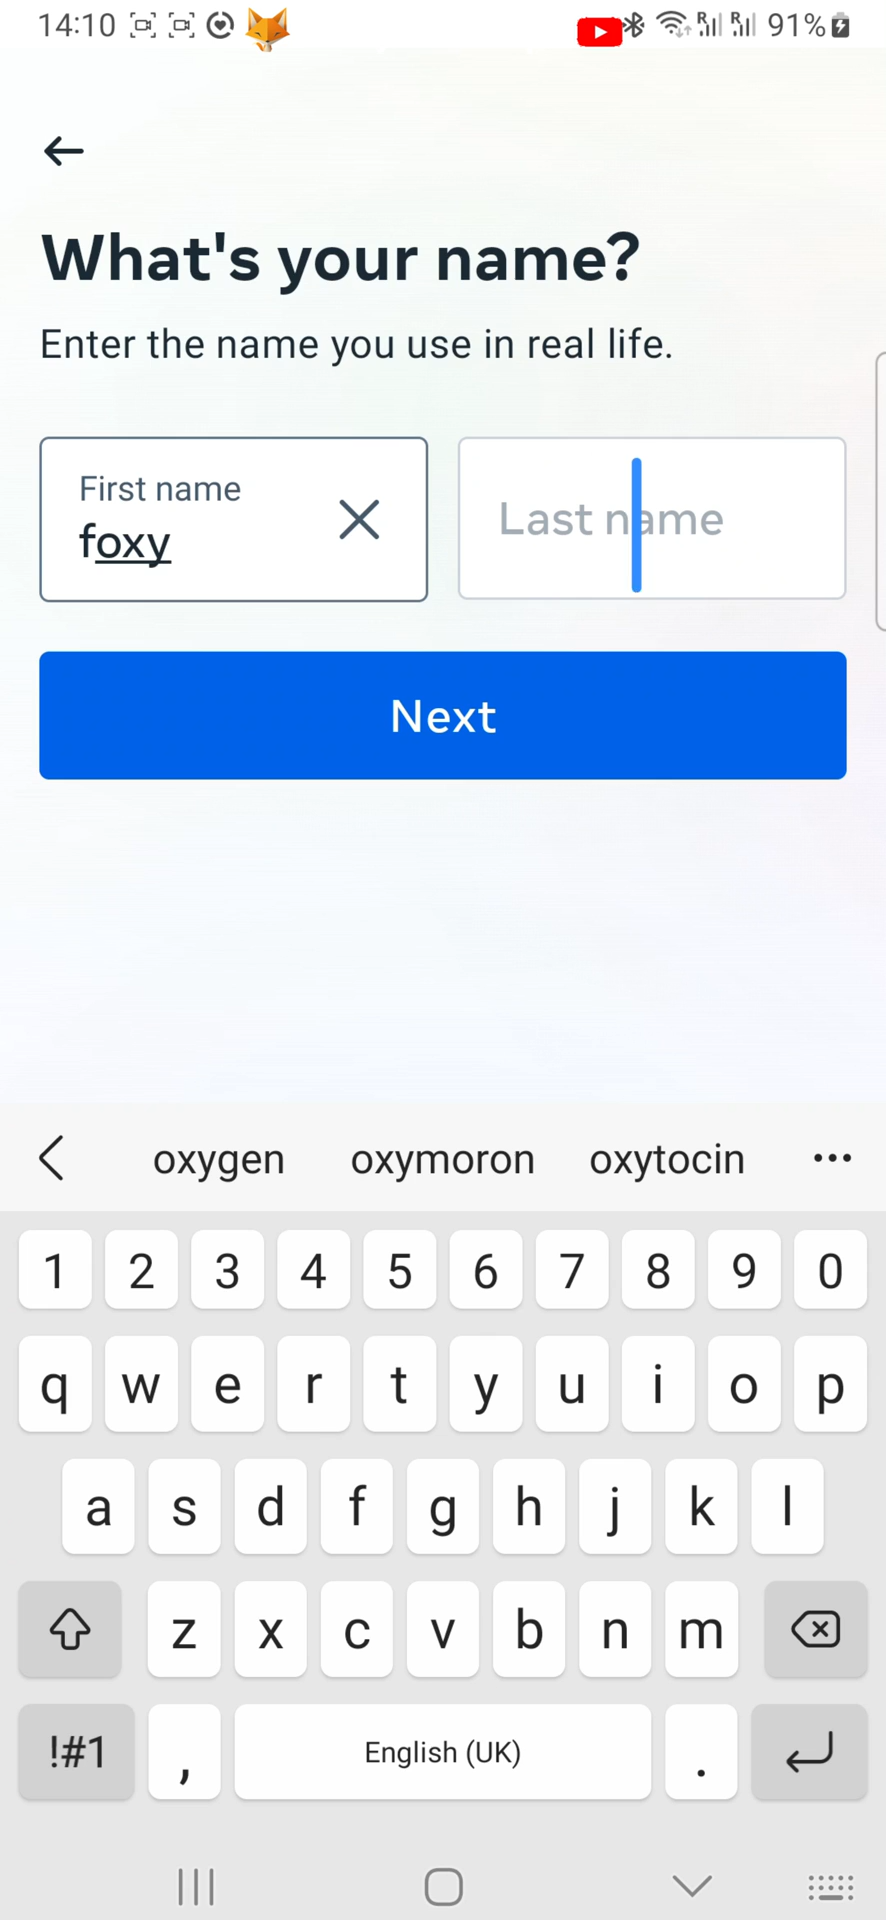 14:10 91%
What's your name?
Enter the name you use in real life.
First name
foxy
Last name
Next
oxygen oxymoron oxytocin ...
1 2 3 4 5 6 7 8 9 0
q w e r t y u i o p
a s d f g h j k l
z x c v b n m
!#1 , English (UK) .